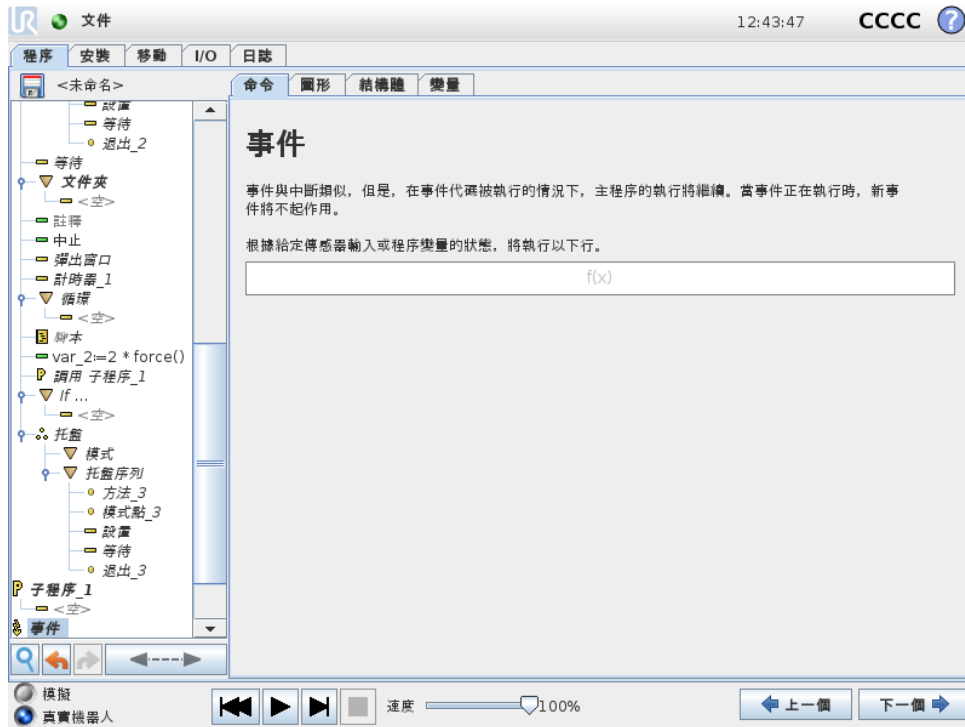 UR 文件 12:43:47 CCCC ?
程序 安裝 移動 I/O 日誌
<未命名>
命令 圖形 結構體 變量
設置
等待
退出_2
等待
文件夾
<空>
註釋
中止
彈出窗口
計時器_1
循環
<空>
腳本
var_2:=2 * force()
調用 子程序_1
If ...
<空>
托盤
模式
托盤序列
方法_3
模式點_3
設置
等待
退出_3
子程序_1
<空>
事件
事件
事件與中斷類似，但是，在事件代碼被執行的情況下，主程序的執行將繼續。當事件正在執行時，新事
件將不起作用。
根據給定傳感器輸入或程序變量的狀態，將執行以下行。
f(x)
模擬
真實機器人
速度 100%
上一個 下一個